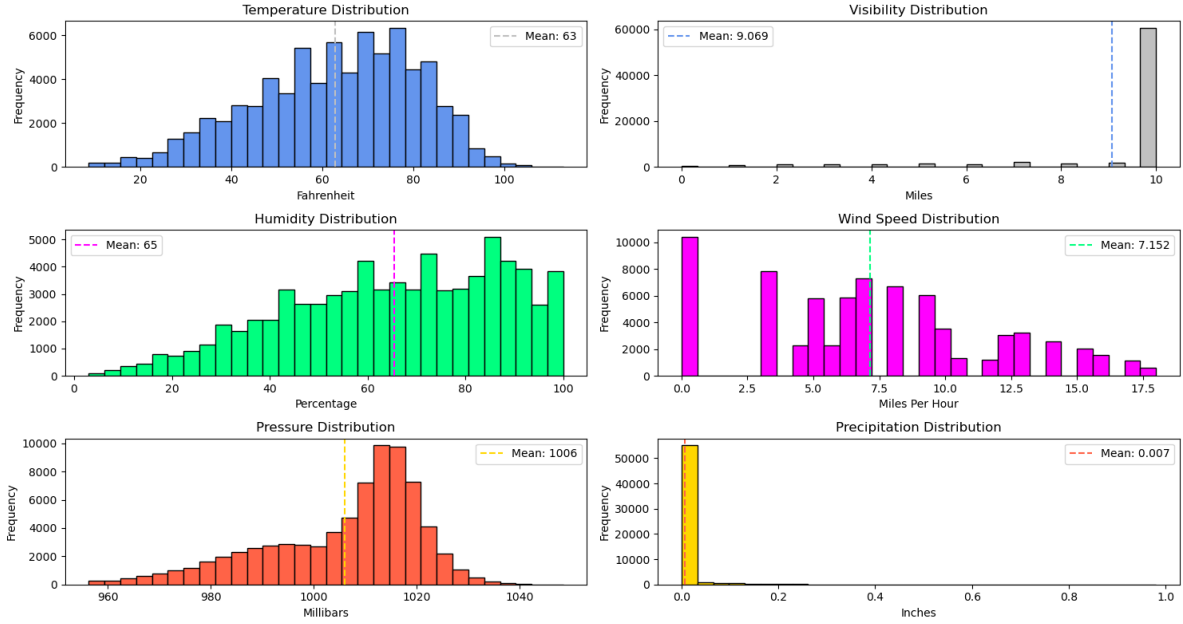 Temperature Distribution
Frequency
6000
4000
2000
0
Mean: 63
20
40
60
80
100
Fahrenheit
Visibility Distribution
Frequency
60000
40000
20000
0
Mean: 9.069
0
2
4
6
8
10
Miles
Humidity Distribution
Frequency
5000
4000
3000
2000
1000
0
Mean: 65
0
20
40
60
80
100
Percentage
Wind Speed Distribution
Frequency
10000
8000
6000
4000
2000
0
Mean: 7.152
0.0
2.5
5.0
7.5
10.0
12.5
15.0
17.5
Miles Per Hour
Pressure Distribution
Frequency
10000
8000
6000
4000
2000
0
Mean: 1006
960
980
1000
1020
1040
Millibars
Precipitation Distribution
Frequency
50000
40000
30000
20000
10000
0
Mean: 0.007
0.0
0.2
0.4
0.6
0.8
1.0
Inches